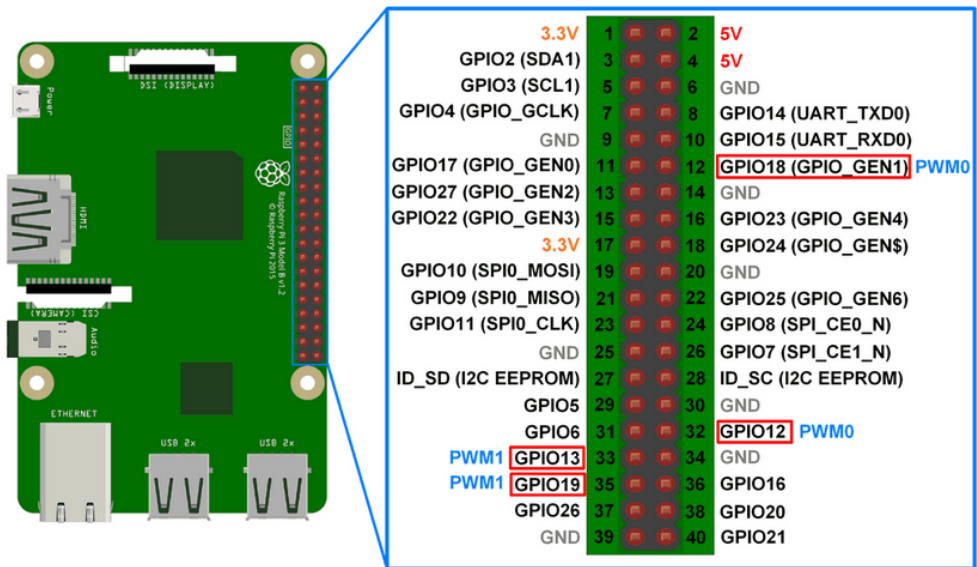 DSI (DISPLAY)
Power
GPIO
HDMI
Raspberry Pi 3 Model B v1.2
© Raspberry Pi 2015
CSI (CAMERA)
Audio
ETHERNET
USB 2x
USB 2x
3.3V 1 2 5V
GPIO2 (SDA1) 3 4 5V
GPIO3 (SCL1) 5 6 GND
GPIO4 (GPIO_GCLK) 7 8 GPIO14 (UART_TXD0)
GND 9 10 GPIO15 (UART_RXD0)
GPIO17 (GPIO_GEN0) 11 12 GPIO18 (GPIO_GEN1) PWM0
GPIO27 (GPIO_GEN2) 13 14 GND
GPIO22 (GPIO_GEN3) 15 16 GPIO23 (GPIO_GEN4)
3.3V 17 18 GPIO24 (GPIO_GEN$)
GPIO10 (SPI0_MOSI) 19 20 GND
GPIO9 (SPI0_MISO) 21 22 GPIO25 (GPIO_GEN6)
GPIO11 (SPI0_CLK) 23 24 GPIO8 (SPI_CE0_N)
GND 25 26 GPIO7 (SPI_CE1_N)
ID_SD (I2C EEPROM) 27 28 ID_SC (I2C EEPROM)
GPIO5 29 30 GND
GPIO6 31 32 GPIO12 PWM0
PWM1 GPIO13 33 34 GND
PWM1 GPIO19 35 36 GPIO16
GPIO26 37 38 GPIO20
GND 39 40 GPIO21